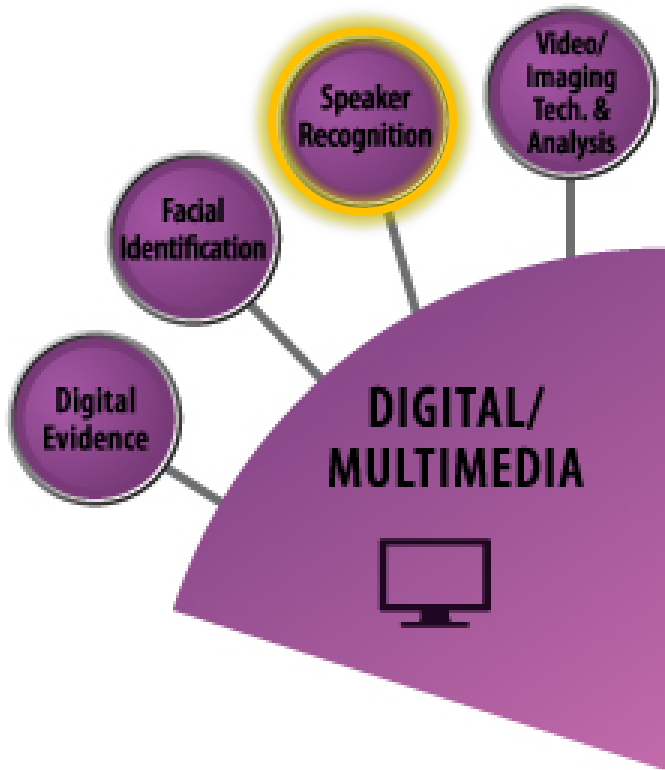 Video/
Imaging
Tech. &
Analysis
Speaker
Recognition
Facial
Identification
Digital
Evidence
DIGITAL/
MULTIMEDIA